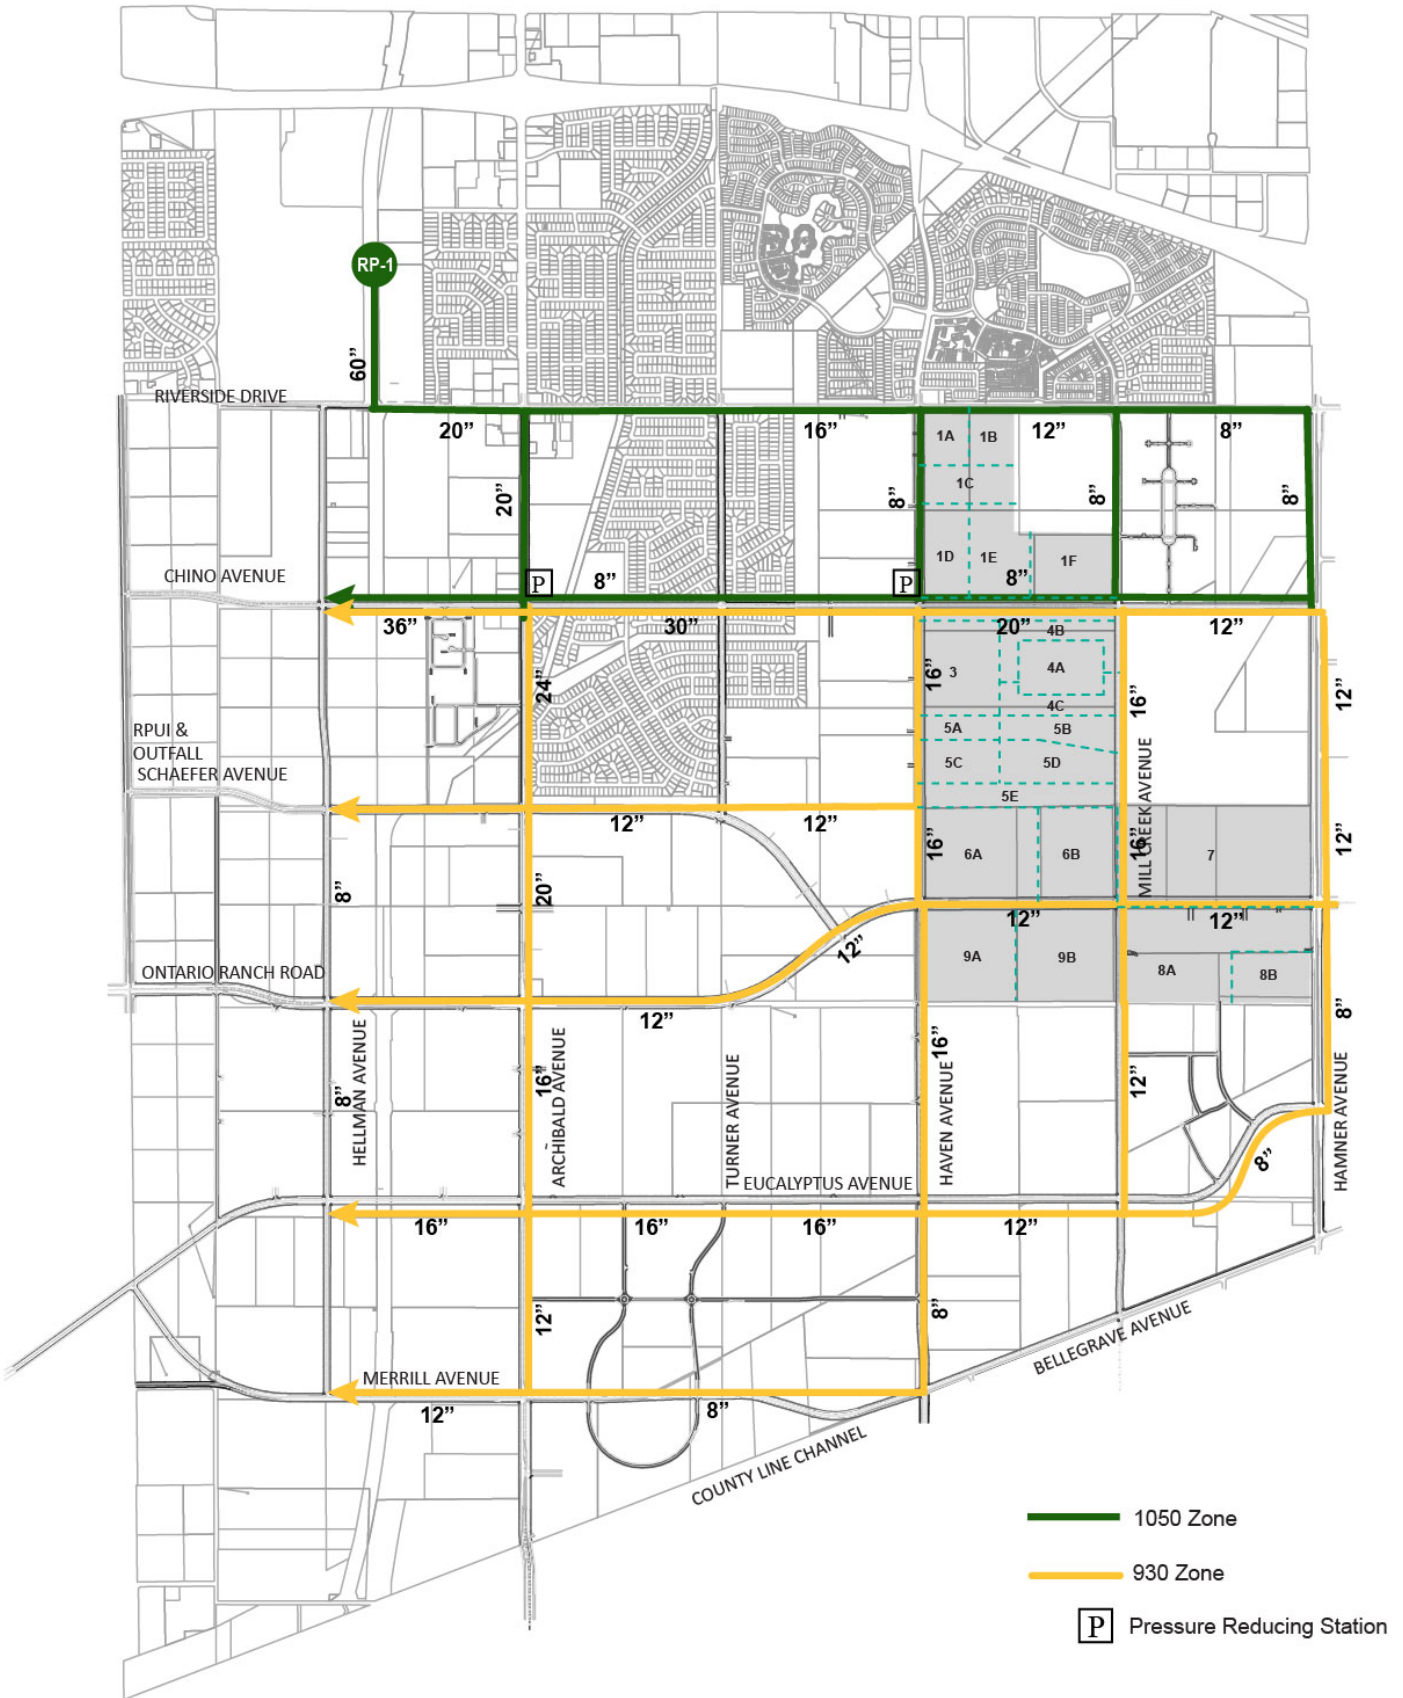 RP-1
60”
RIVERSIDE DRIVE
20”
16”
12”
8”
1A
1B
1C
20”
8”
8”
8”
1D
1E
1F
CHINO AVENUE
P
8”
P
8”
36”
30”
20”
12”
4B
3
4A
24”
16”
16”
12”
4C
RPUI &
OUTFALL
SCHAEFER AVENUE
5A
5B
5C
5D
5E
MILL CREEK AVENUE
12”
12”
16”
16”
12”
6A
6B
7
8”
20”
12”
12”
12”
9A
9B
8A
8B
ONTARIO RANCH ROAD
12”
8”
HELLMAN AVENUE
8”
16”
ARCHIBALD AVENUE
TURNER AVENUE
16”
HAVEN AVENUE
12”
HAMNER AVENUE
8”
EUCALYPTUS AVENUE
16”
16”
16”
12”
12”
8”
BELLEGRAVE AVENUE
MERRILL AVENUE
12”
8”
COUNTY LINE CHANNEL
1050 Zone
930 Zone
P Pressure Reducing Station